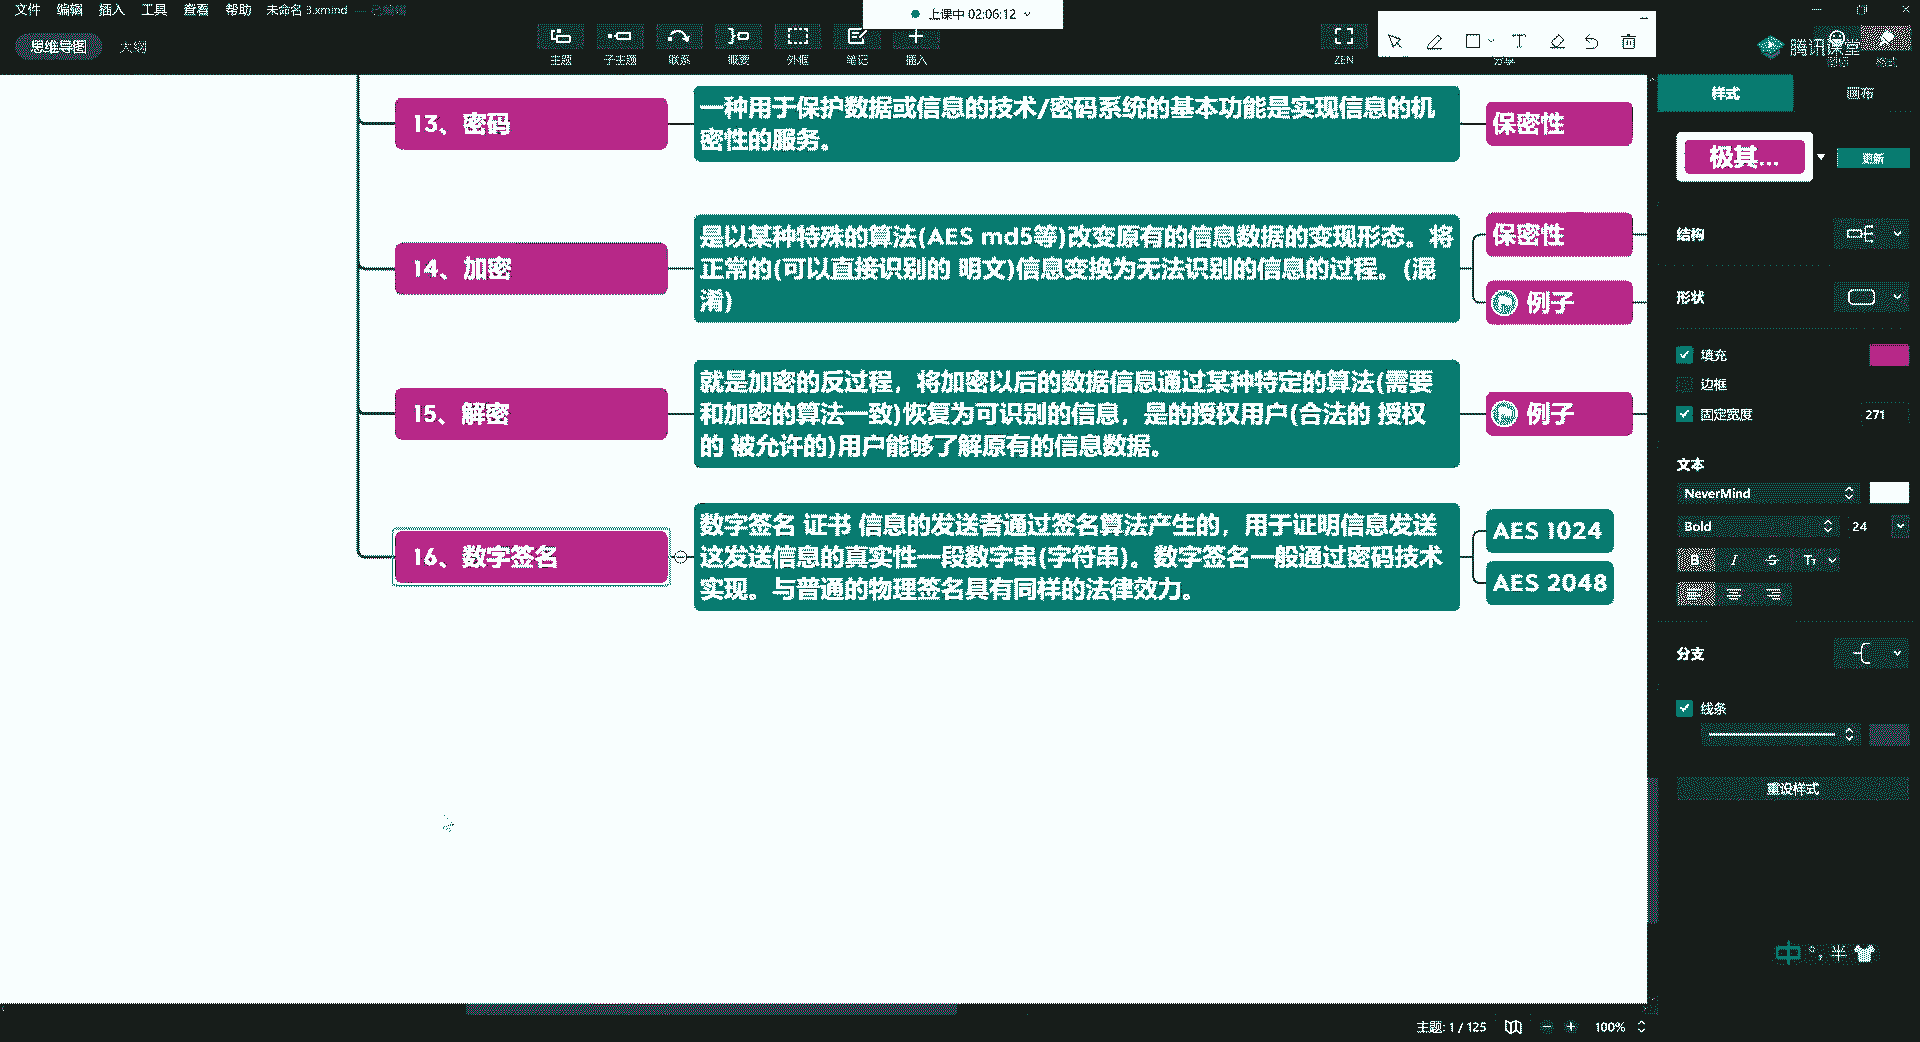 文件 编辑 插入 工具 查看 帮助 未命名 3.xmind — 已编辑
上课中 02:06:12
思维导图 大纲
主题 子主题 联系 概要 外框 笔记 插入 ZEN 分享
腾讯课堂
图标 格式
样式 画布
13、密码
一种用于保护数据或信息的技术/密码系统的基本功能是实现信息的机
密性的服务。
保密性
14、加密
是以某种特殊的算法(AES md5等)改变原有的信息数据的变现形态。将
正常的(可以直接识别的 明文)信息变换为无法识别的信息的过程。(混
淆)
保密性
例子
15、解密
就是加密的反过程，将加密以后的数据信息通过某种特定的算法(需要
和加密的算法一致)恢复为可识别的信息，是的授权用户(合法的 授权
的 被允许的)用户能够了解原有的信息数据。
例子
16、数字签名
数字签名 证书 信息的发送者通过签名算法产生的，用于证明信息发送
这发送信息的真实性一段数字串(字符串)。数字签名一般通过密码技术
实现。与普通的物理签名具有同样的法律效力。
AES 1024
AES 2048
极其...
更新
结构
形状
填充
边框
固定宽度 271
文本
NeverMind
Bold 24
B I S Tт
分支
线条
重设样式
中 °, 半
主题: 1 / 125 100%